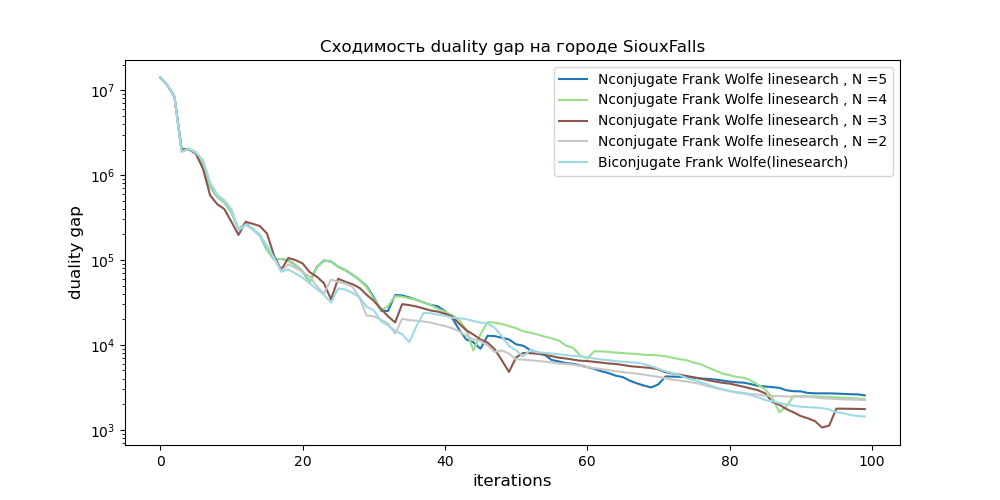 Сходимость duality gap на городе SiouxFalls
Nconjugate Frank Wolfe linesearch , N =5
Nconjugate Frank Wolfe linesearch , N =4
Nconjugate Frank Wolfe linesearch , N =3
Nconjugate Frank Wolfe linesearch , N =2
Biconjugate Frank Wolfe(linesearch)
duality gap
10⁷
10⁶
10⁵
10⁴
10³
0 20 40 60 80 100
iterations